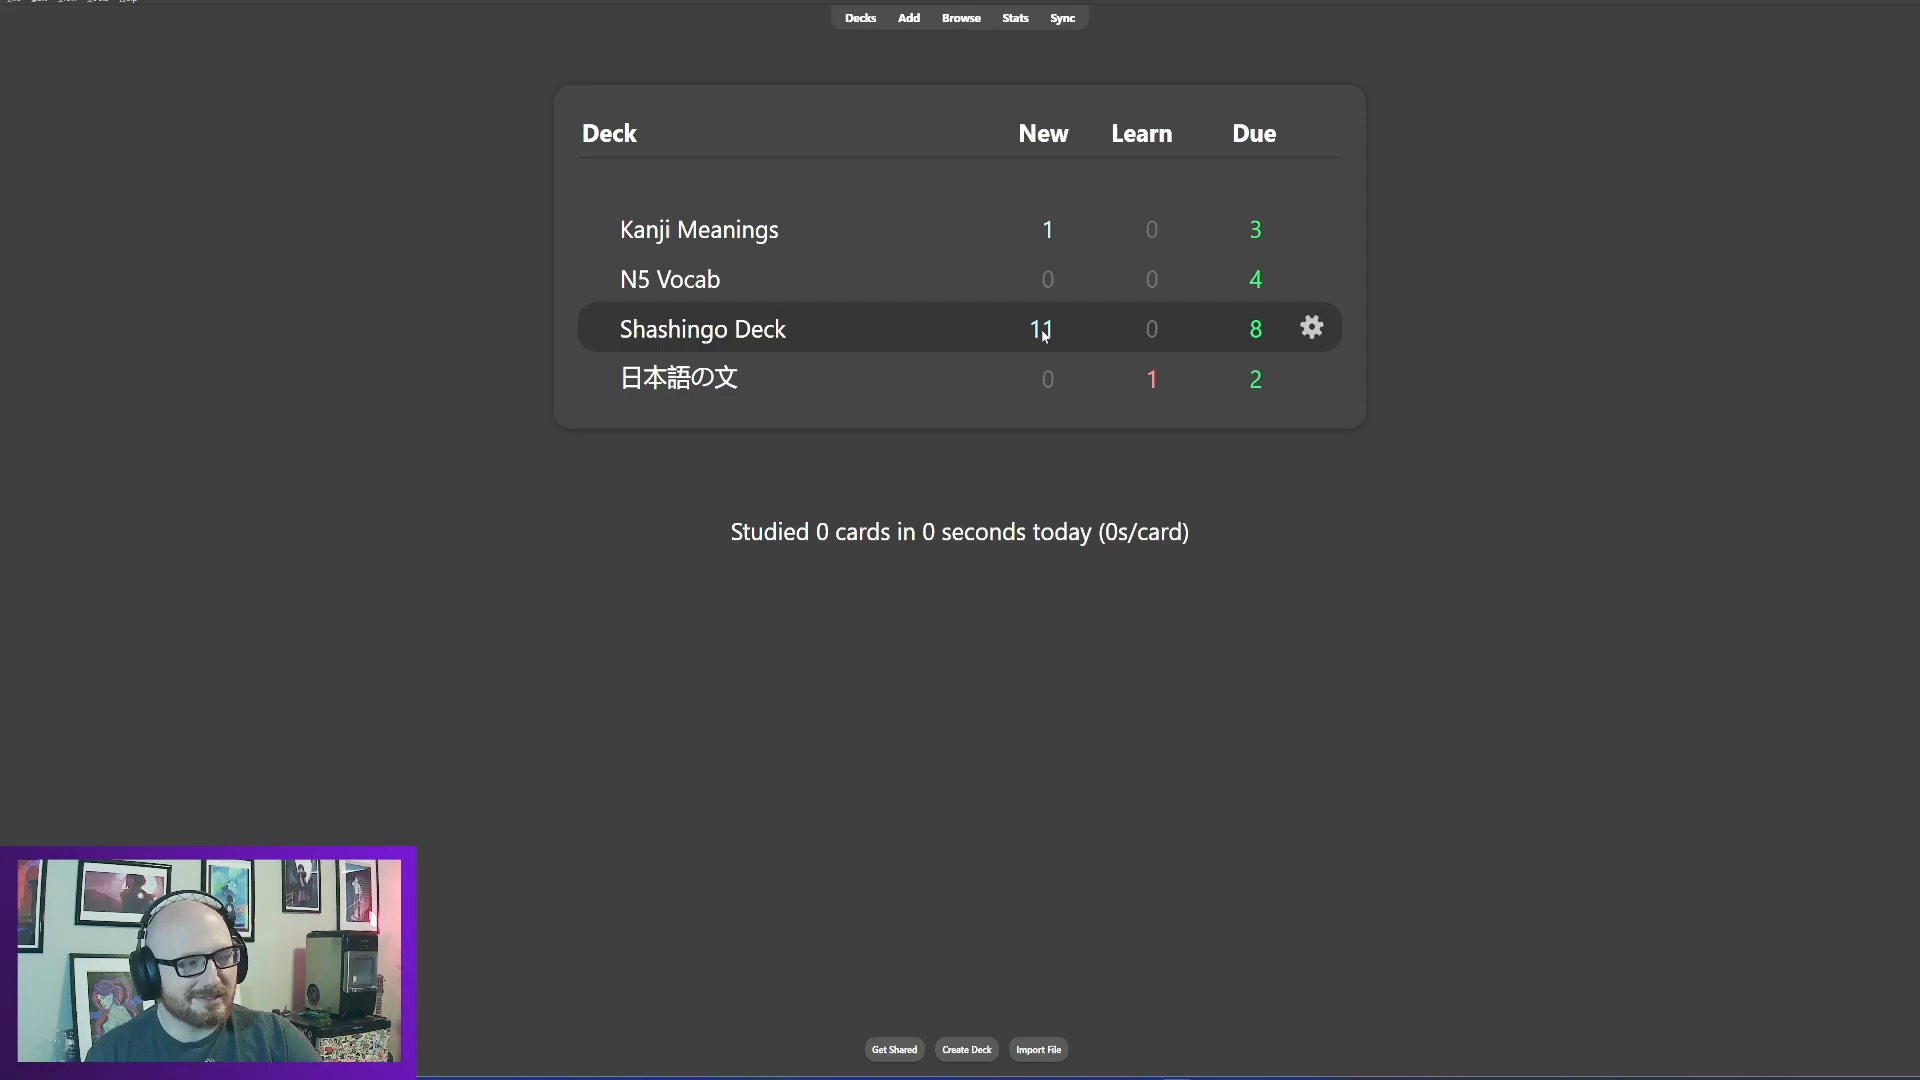 Decks Add Browse Stats Sync
Deck New Learn Due
Kanji Meanings 1 0 3
N5 Vocab 0 0 4
Shashingo Deck 11 0 8
日本語の文 0 1 2
Studied 0 cards in 0 seconds today (0s/card)
Get Shared Create Deck Import File